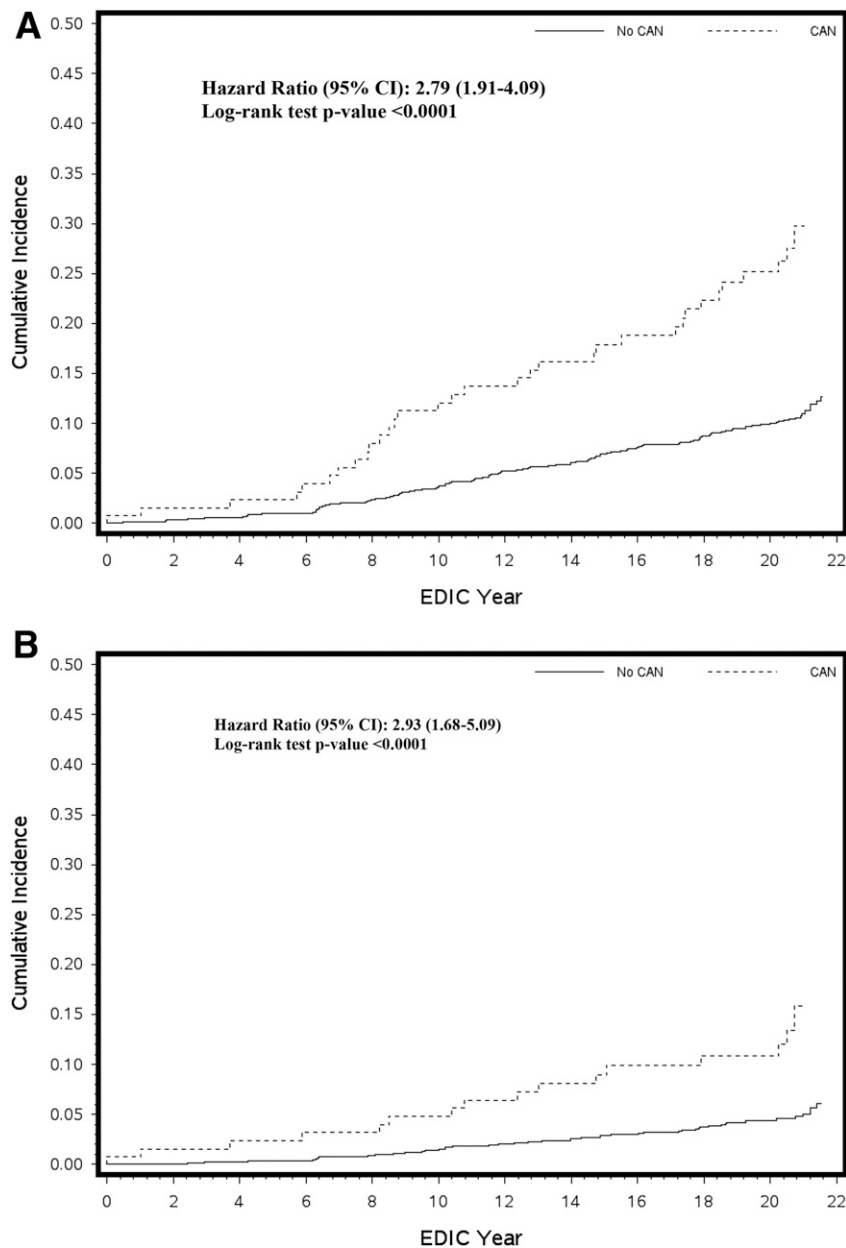 A
No CAN CAN
Hazard Ratio (95% CI): 2.79 (1.91-4.09)
Log-rank test p-value <0.0001
Cumulative Incidence
0.50
0.45
0.40
0.35
0.30
0.25
0.20
0.15
0.10
0.05
0.00
0 2 4 6 8 10 12 14 16 18 20 22
EDIC Year
B
No CAN CAN
Hazard Ratio (95% CI): 2.93 (1.68-5.09)
Log-rank test p-value <0.0001
Cumulative Incidence
0.50
0.45
0.40
0.35
0.30
0.25
0.20
0.15
0.10
0.05
0.00
0 2 4 6 8 10 12 14 16 18 20 22
EDIC Year